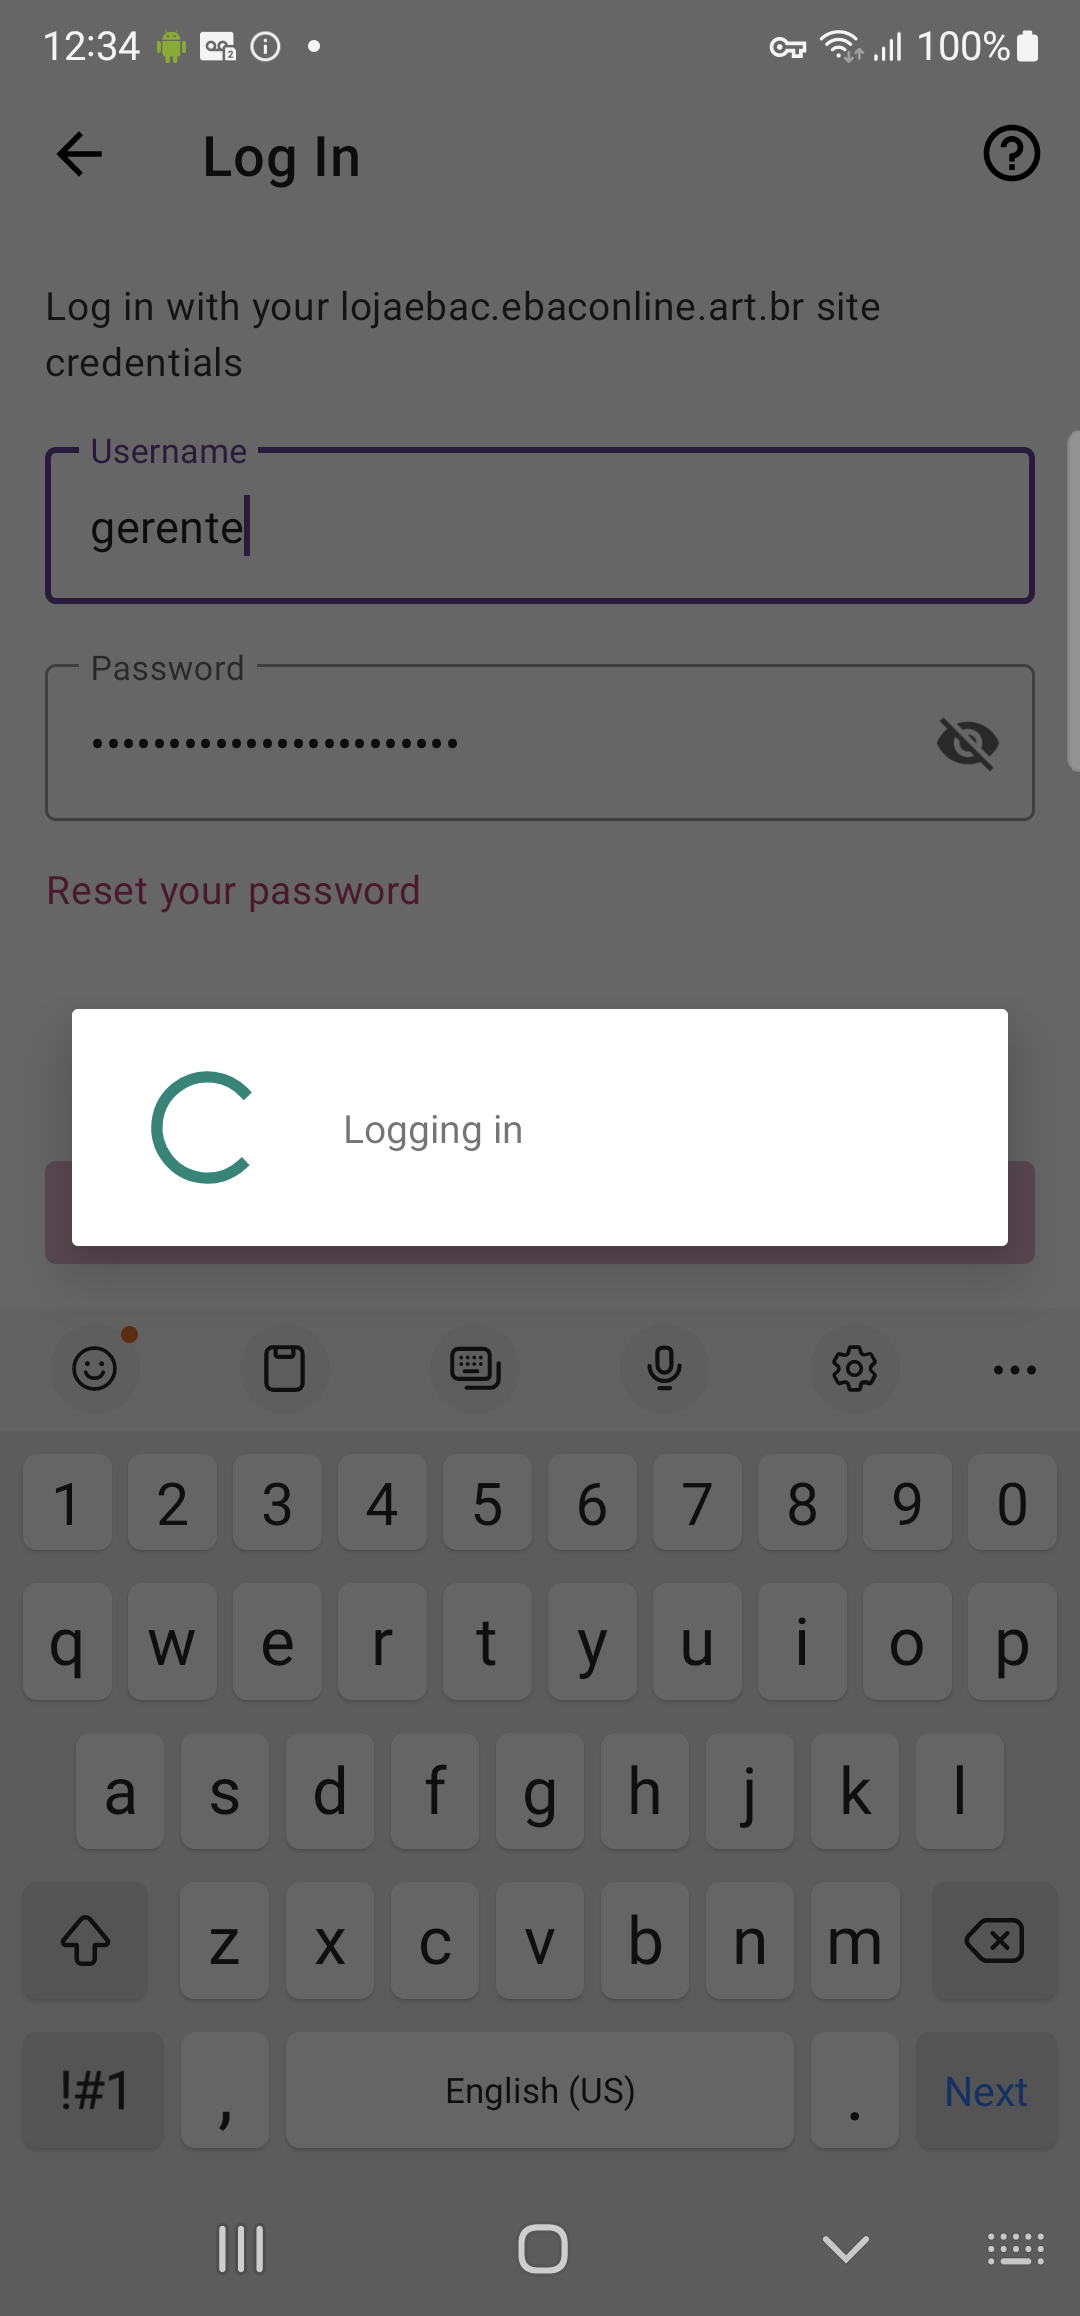 12:34
100%
Log In
Log in with your lojaebac.ebaconline.art.br site
credentials
Username
gerente
Password
••••••••••••••••••••••••
Reset your password
Logging in
1 2 3 4 5 6 7 8 9 0
q w e r t y u i o p
a s d f g h j k l
z x c v b n m
!#1 , English (US) . Next